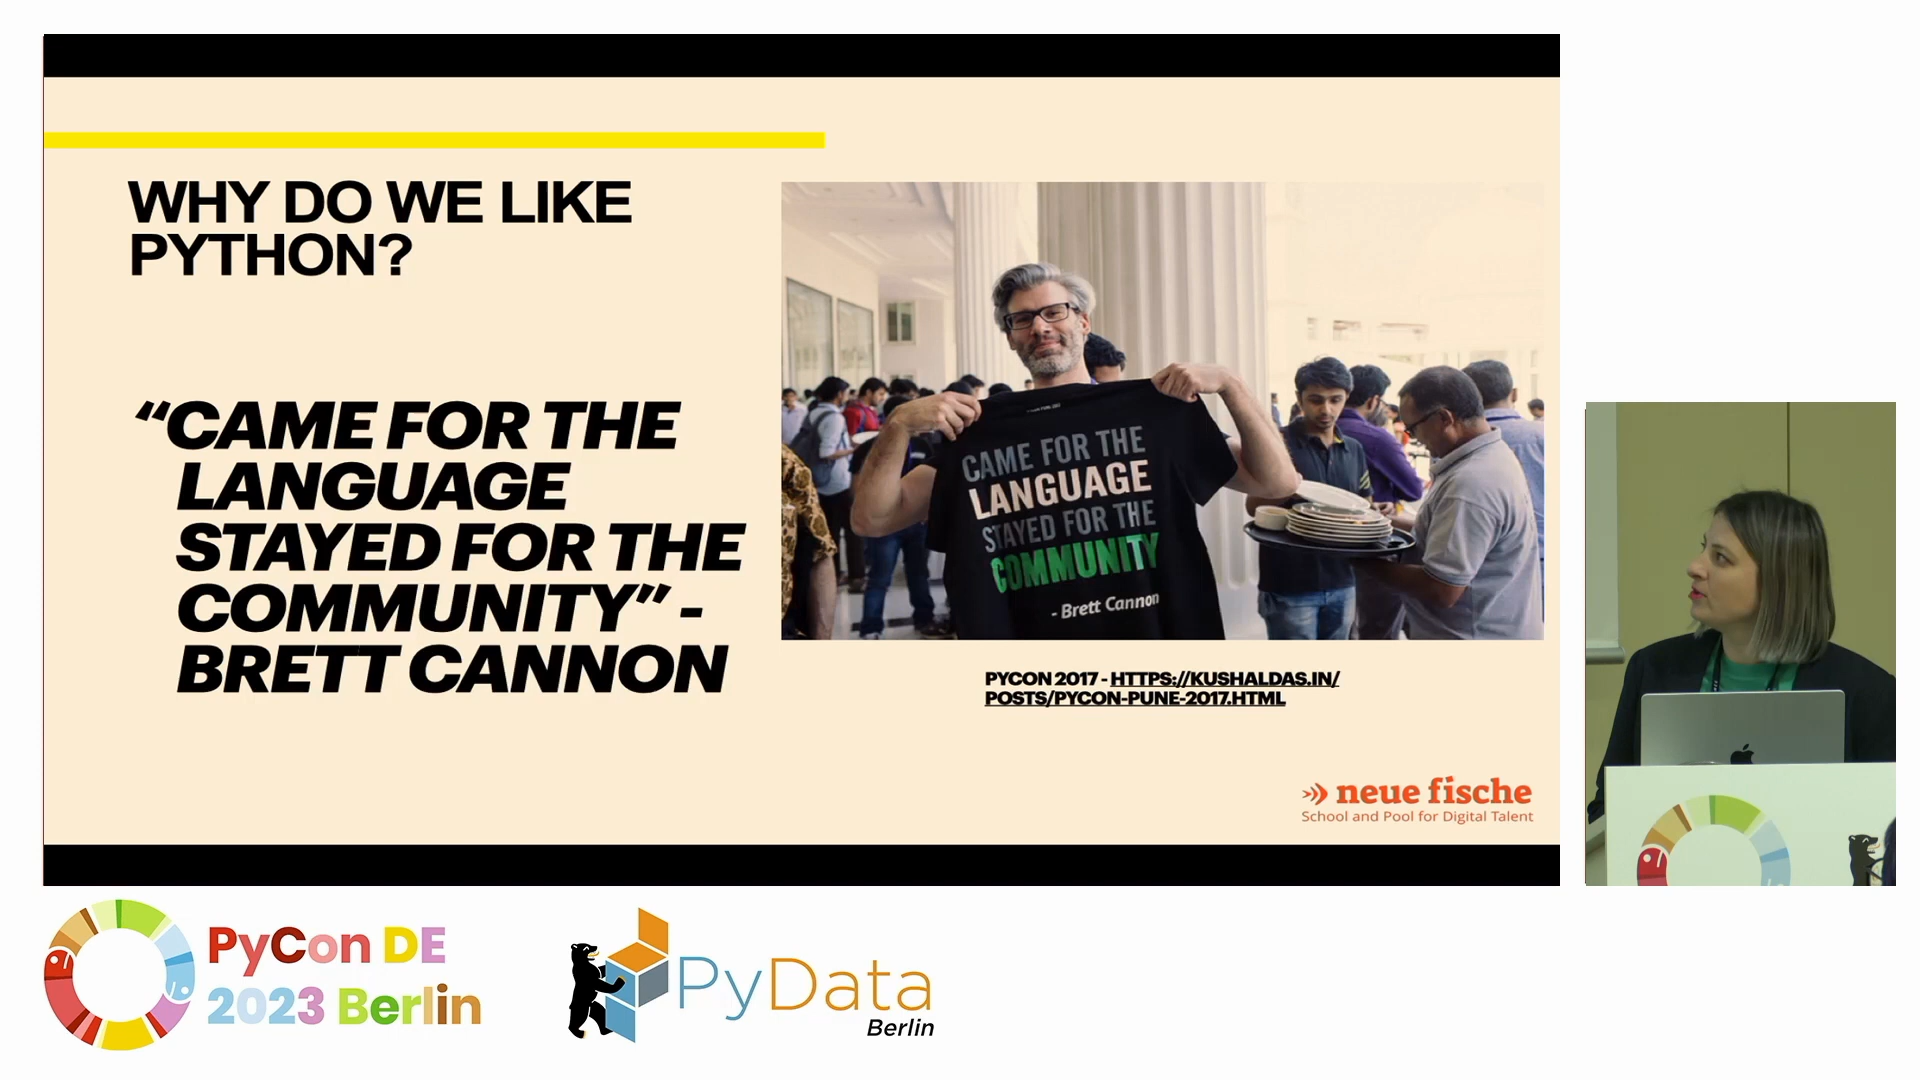 WHY DO WE LIKE
PYTHON?
“CAME FOR THE
LANGUAGE
STAYED FOR THE
COMMUNITY” -
BRETT CANNON
CAME FOR THE
LANGUAGE
STAYED FOR THE
COMMUNITY
- Brett Cannon
PYCON 2017 - HTTPS://KUSHALDAS.IN/
POSTS/PYCON-PUNE-2017.HTML
neue fische
School and Pool for Digital Talent
PyCon DE
2023 Berlin
PyData
Berlin